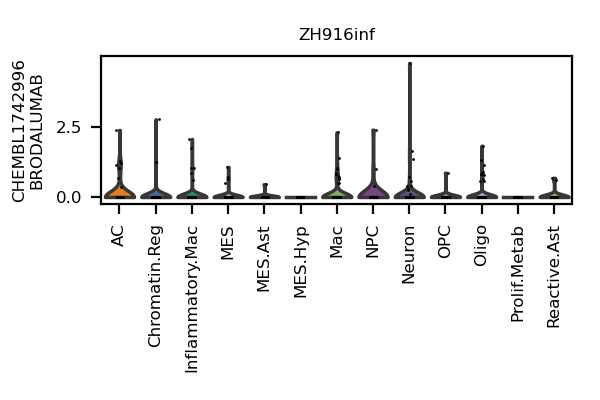 ZH916inf
CHEMBL1742996
BRODALUMAB
2.5
0.0
AC
Chromatin.Reg
Inflammatory.Mac
MES
MES.Ast
MES.Hyp
Mac
NPC
Neuron
OPC
Oligo
Prolif.Metab
Reactive.Ast